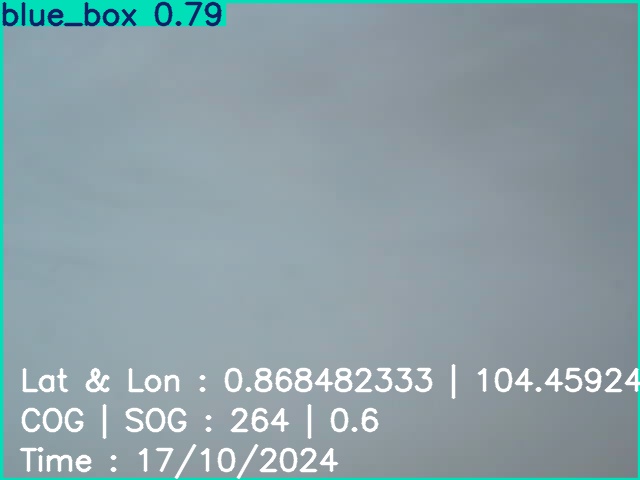 blue_box 0.79
Lat & Lon : 0.868482333 | 104.45924
COG | SOG : 264 | 0.6
Time : 17/10/2024